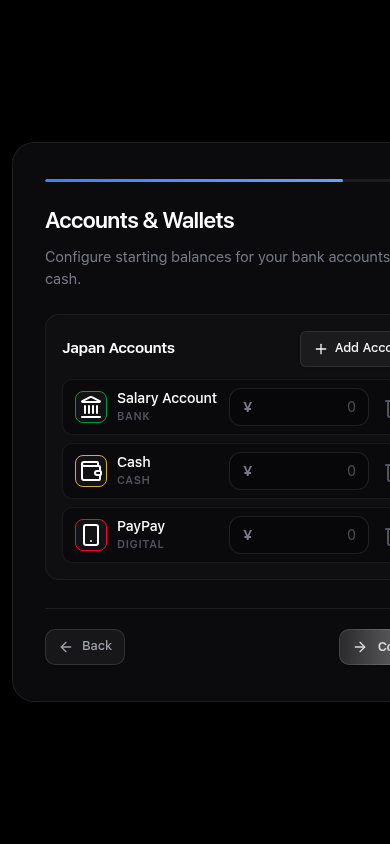 Accounts & Wallets
Configure starting balances for your bank accounts
cash.
Japan Accounts
Add Acco
Salary Account
BANK
¥ 0
Cash
CASH
¥ 0
PayPay
DIGITAL
¥ 0
Back
Co